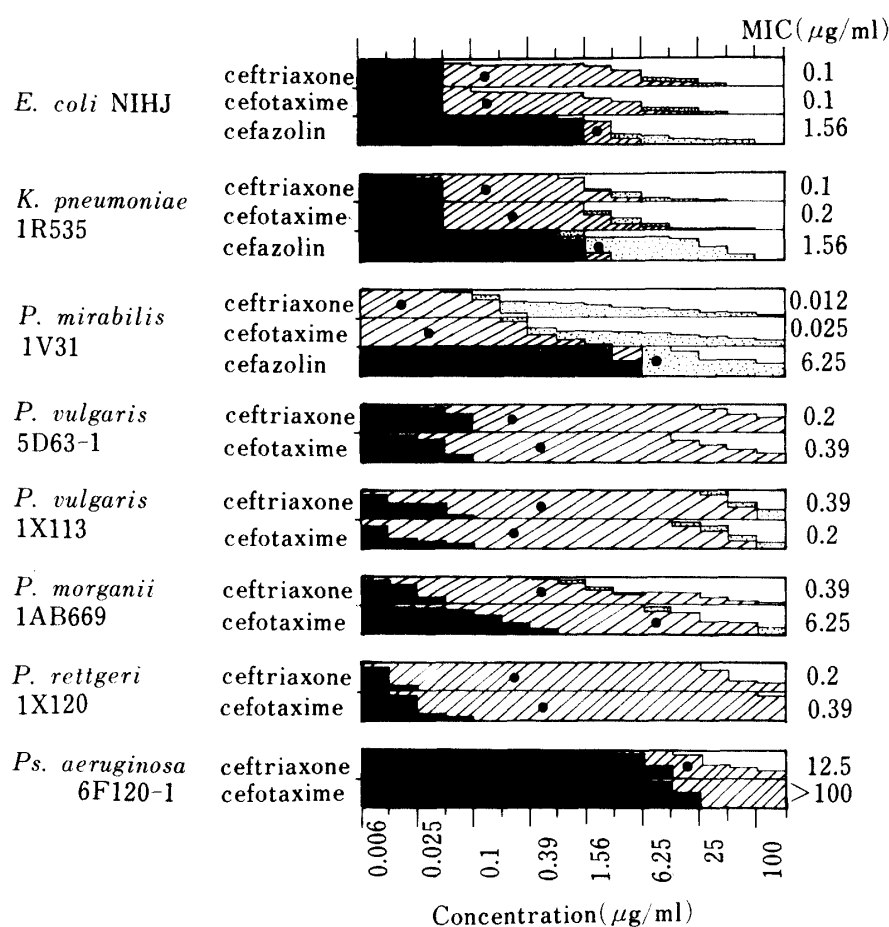 MIC(μg/ml)
ceftriaxone 0.1
E. coli NIHJ cefotaxime 0.1
cefazolin 1.56
K. pneumoniae ceftriaxone 0.1
1R535 cefotaxime 0.2
cefazolin 1.56
P. mirabilis ceftriaxone 0.012
1V31 cefotaxime 0.025
cefazolin 6.25
P. vulgaris ceftriaxone 0.2
5D63-1 cefotaxime 0.39
P. vulgaris ceftriaxone 0.39
1X113 cefotaxime 0.2
P. morganii ceftriaxone 0.39
1AB669 cefotaxime 6.25
P. rettgeri ceftriaxone 0.2
1X120 cefotaxime 0.39
Ps. aeruginosa ceftriaxone 12.5
6F120-1 cefotaxime >100
0.006 0.025 0.1 0.39 1.56 6.25 25 100
Concentration(μg/ml)